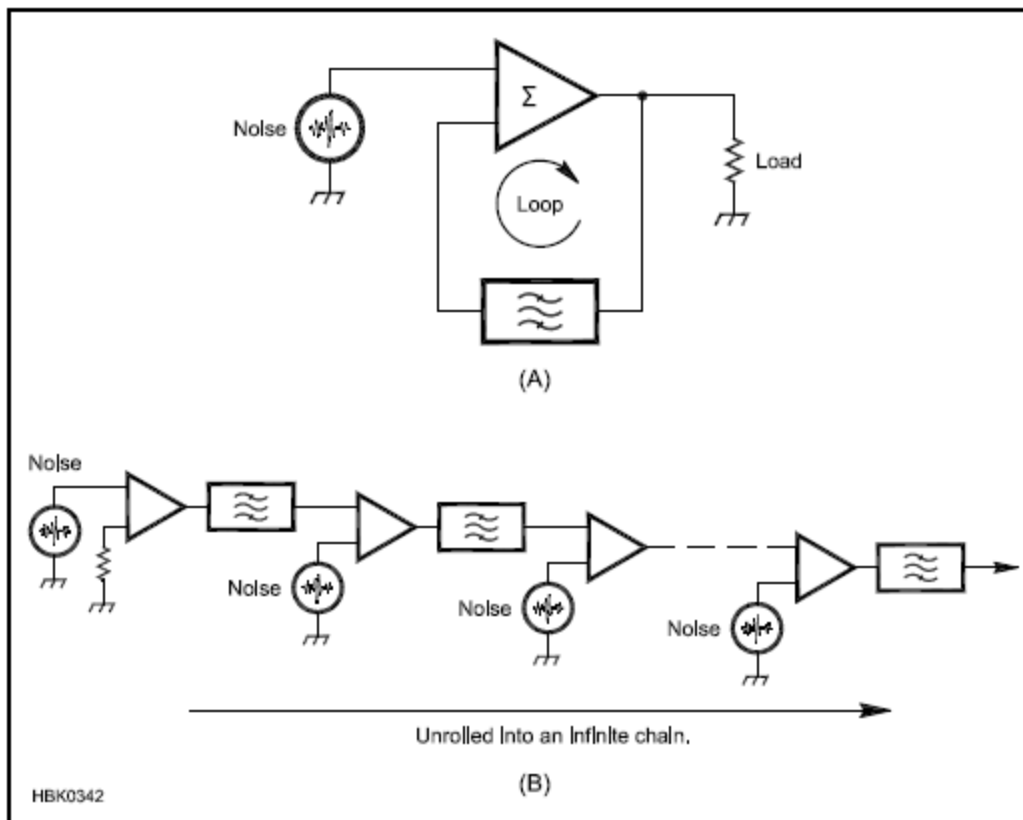 Noise
Σ
Load
Loop
(A)
Noise
Noise
Noise
Noise
Unrolled into an infinite chain.
(B)
HBK0342